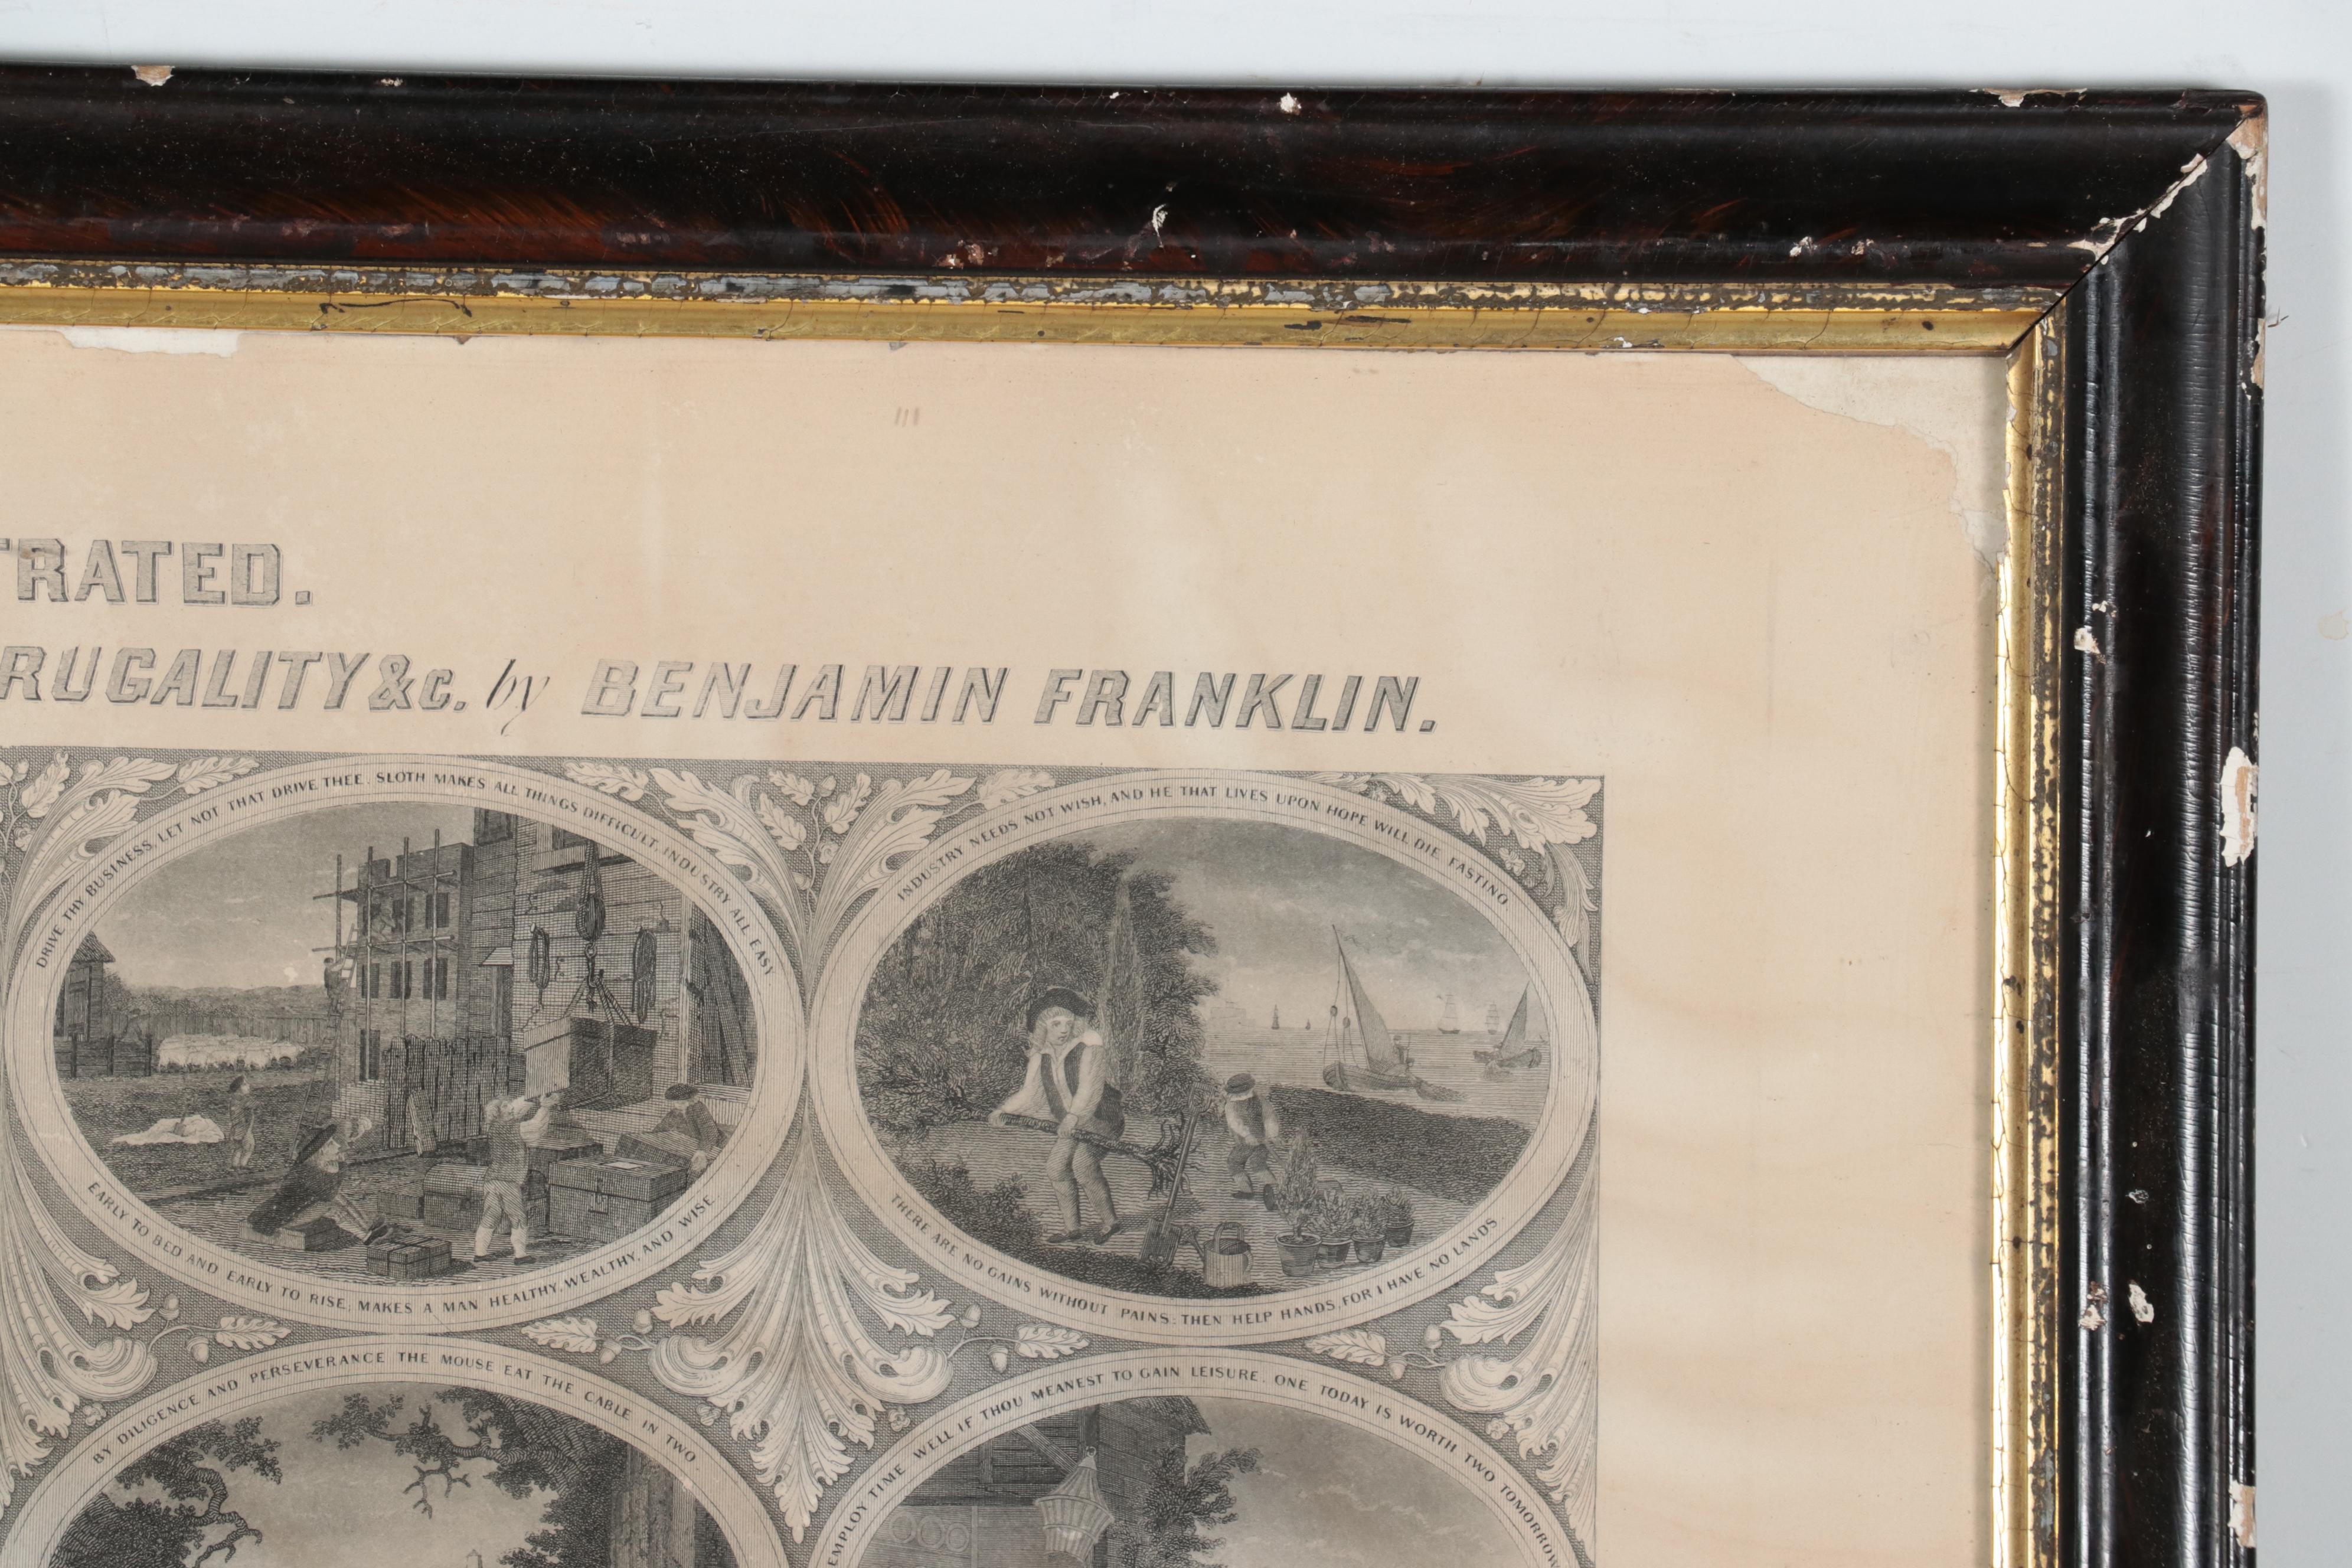 TRATED.
RUGALITY &c. by BENJAMIN FRANKLIN.
DRIVE THY BUSINESS, LET NOT THAT DRIVE THEE. SLOTH MAKES ALL THINGS DIFFICULT, INDUSTRY ALL EASY
EARLY TO BED AND EARLY TO RISE, MAKES A MAN HEALTHY, WEALTHY, AND WISE
INDUSTRY NEEDS NOT WISH, AND HE THAT LIVES UPON HOPE WILL DIE FASTING
THERE ARE NO GAINS WITHOUT PAINS; THEN HELP HANDS, FOR I HAVE NO LANDS.
BY DILIGENCE AND PERSEVERANCE THE MOUSE EAT THE CABLE IN TWO
EMPLOY TIME WELL IF THOU MEANEST TO GAIN LEISURE. ONE TODAY IS WORTH TWO TOMORROW